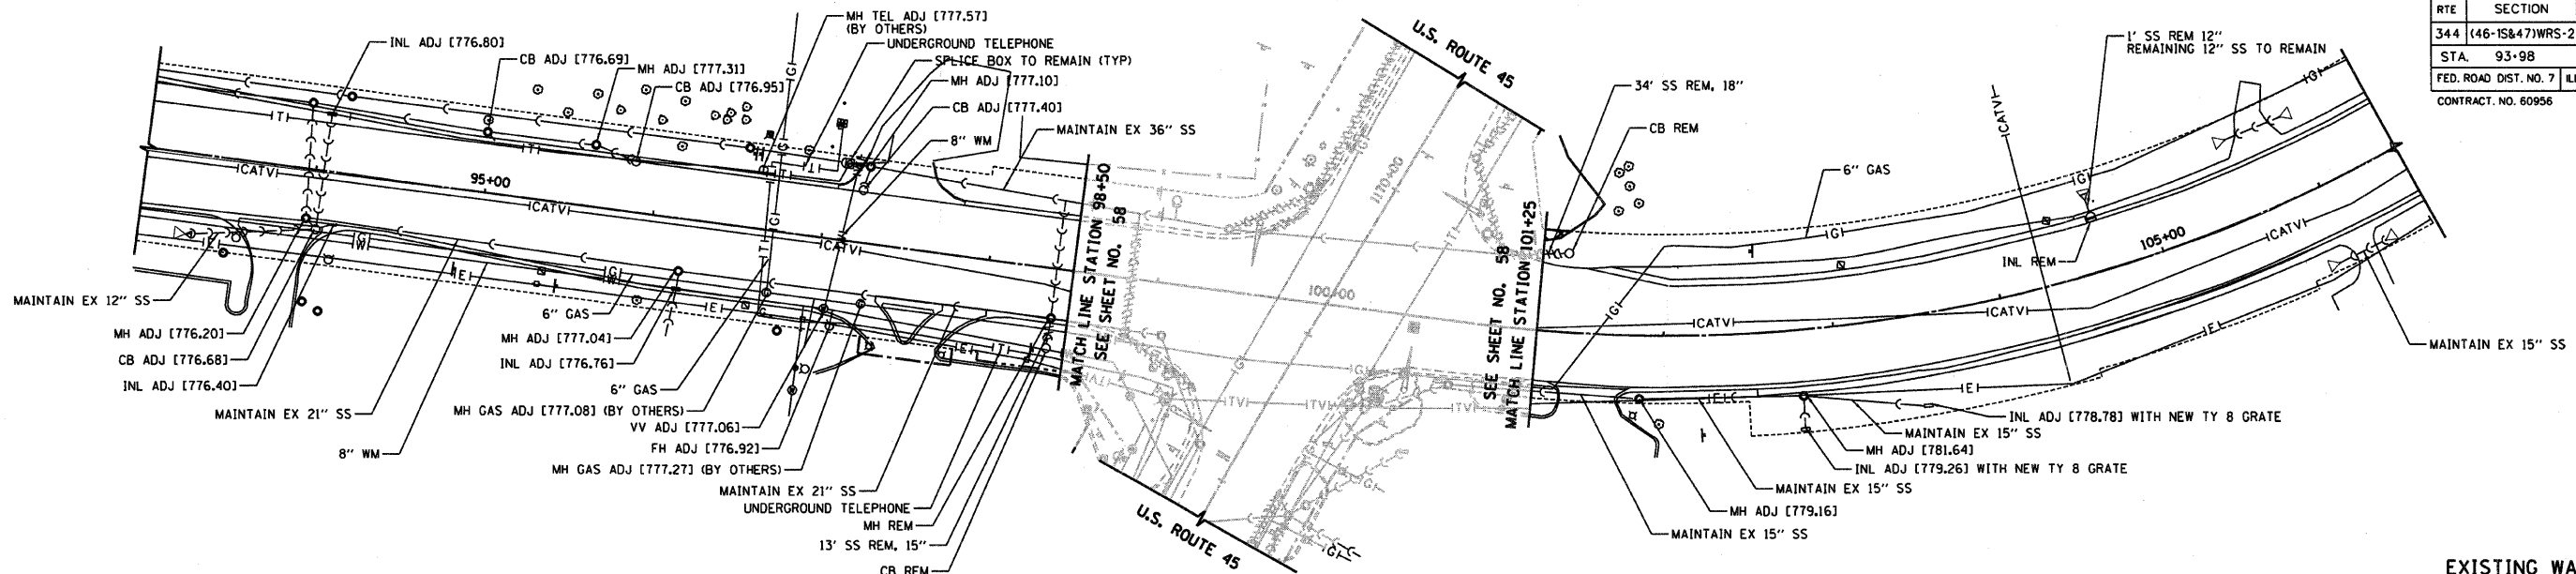 RTE SECTION
344 (46-1S&47)WRS-2
STA. 93+98
FED. ROAD DIST. NO. 7
CONTRACT. NO. 60956
MH TEL ADJ [777.57]
(BY OTHERS)
UNDERGROUND TELEPHONE
SPLICE BOX TO REMAIN (TYP)
MH ADJ [777.10]
CB ADJ [777.40]
8" WM
MAINTAIN EX 36" SS
INL ADJ [776.80]
CB ADJ [776.69]
MH ADJ [777.31]
CB ADJ [776.95]
95+00
MAINTAIN EX 12" SS
MH ADJ [776.20]
CB ADJ [776.68]
INL ADJ [776.40]
MAINTAIN EX 21" SS
8" WM
6" GAS
MH ADJ [777.04]
INL ADJ [776.76]
6" GAS
MH GAS ADJ [777.08] (BY OTHERS)
VV ADJ [777.06]
FH ADJ [776.92]
MH GAS ADJ [777.27] (BY OTHERS)
MAINTAIN EX 21" SS
UNDERGROUND TELEPHONE
MH REM
13' SS REM, 15"
CB REM
MATCH LINE STATION 98+50
SEE SHEET NO. 58
U.S. ROUTE 45
110+00
100+00
U.S. ROUTE 45
SEE SHEET NO. 58
MATCH LINE STATION 101+25
34' SS REM, 18"
CB REM
6" GAS
1' SS REM 12"
REMAINING 12" SS TO REMAIN
INL REM
105+00
MAINTAIN EX 15" SS
INL ADJ [778.78] WITH NEW TY 8 GRATE
MAINTAIN EX 15" SS
MH ADJ [781.64]
INL ADJ [779.26] WITH NEW TY 8 GRATE
MAINTAIN EX 15" SS
MH ADJ [779.16]
MAINTAIN EX 15" SS
CATV
CATV
CATV
CATV
CATV
CATV
CATV
EXISTING WA